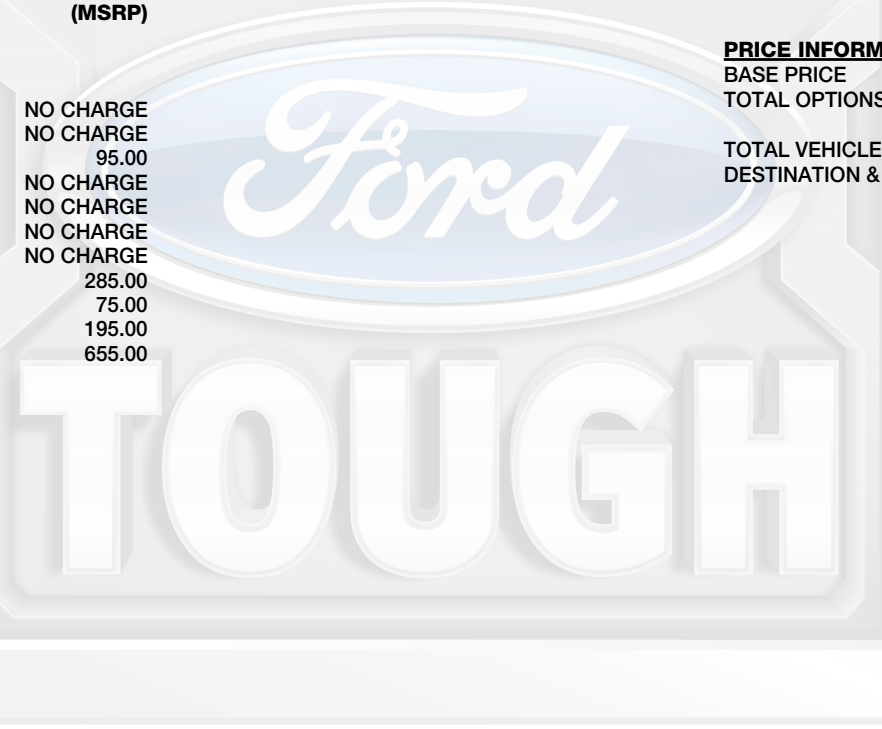 (MSRP)
NO CHARGE
NO CHARGE
95.00
NO CHARGE
NO CHARGE
NO CHARGE
NO CHARGE
285.00
75.00
195.00
655.00
PRICE INFORM
BASE PRICE
TOTAL OPTIONS
TOTAL VEHICLE
DESTINATION &
Ford
TOUGH